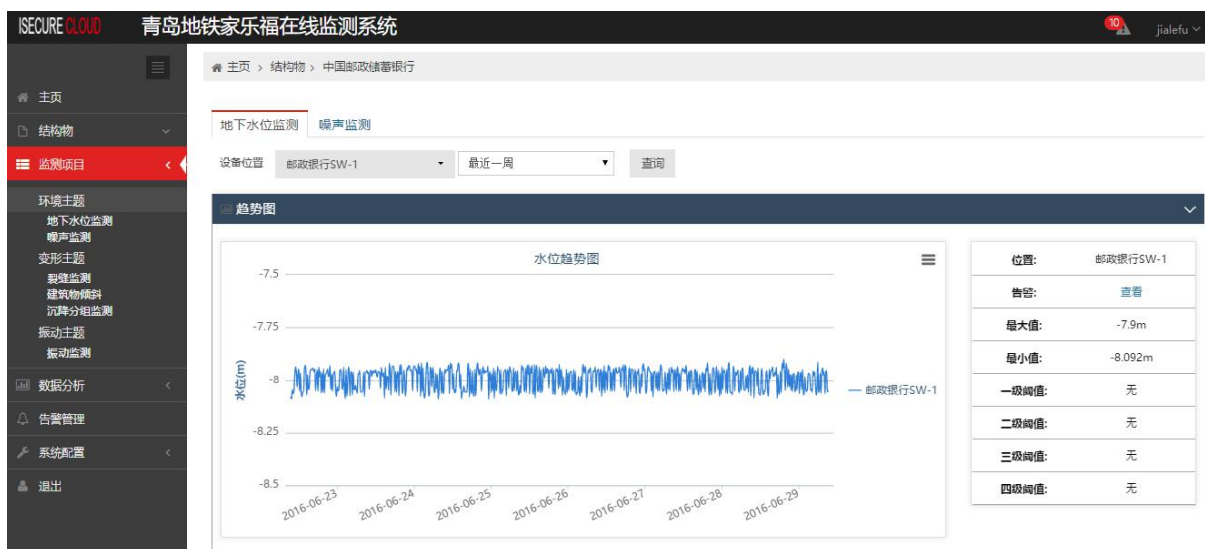 ISECURE CLOUD 青岛地铁家乐福在线监测系统 10 jialefu
主页 > 结构物 > 中国邮政储蓄银行
主页
结构物
监测项目
环境主题
地下水位监测
噪声监测
变形主题
裂缝监测
建筑物倾斜
沉降分组监测
振动主题
振动监测
数据分析
告警管理
系统配置
退出
地下水位监测 噪声监测
设备位置 邮政银行SW-1 最近一周 查询
趋势图
水位趋势图
水位(m)
-7.5
-7.75
-8
-8.25
-8.5
2016-06-23 2016-06-24 2016-06-25 2016-06-26 2016-06-27 2016-06-28 2016-06-29
邮政银行SW-1
位置: 邮政银行SW-1
告警: 查看
最大值: -7.9m
最小值: -8.092m
一级阈值: 无
二级阈值: 无
三级阈值: 无
四级阈值: 无